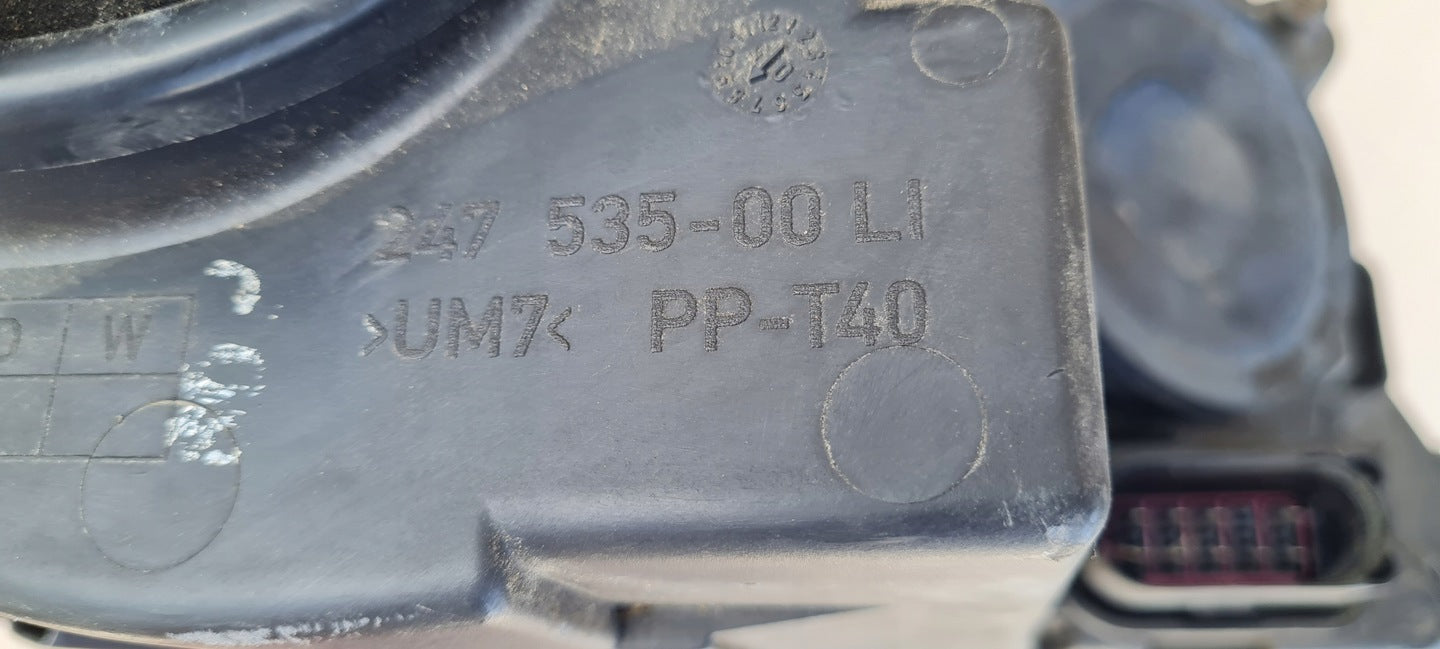 247 535-00 LI
>UM7< PP-T40
W